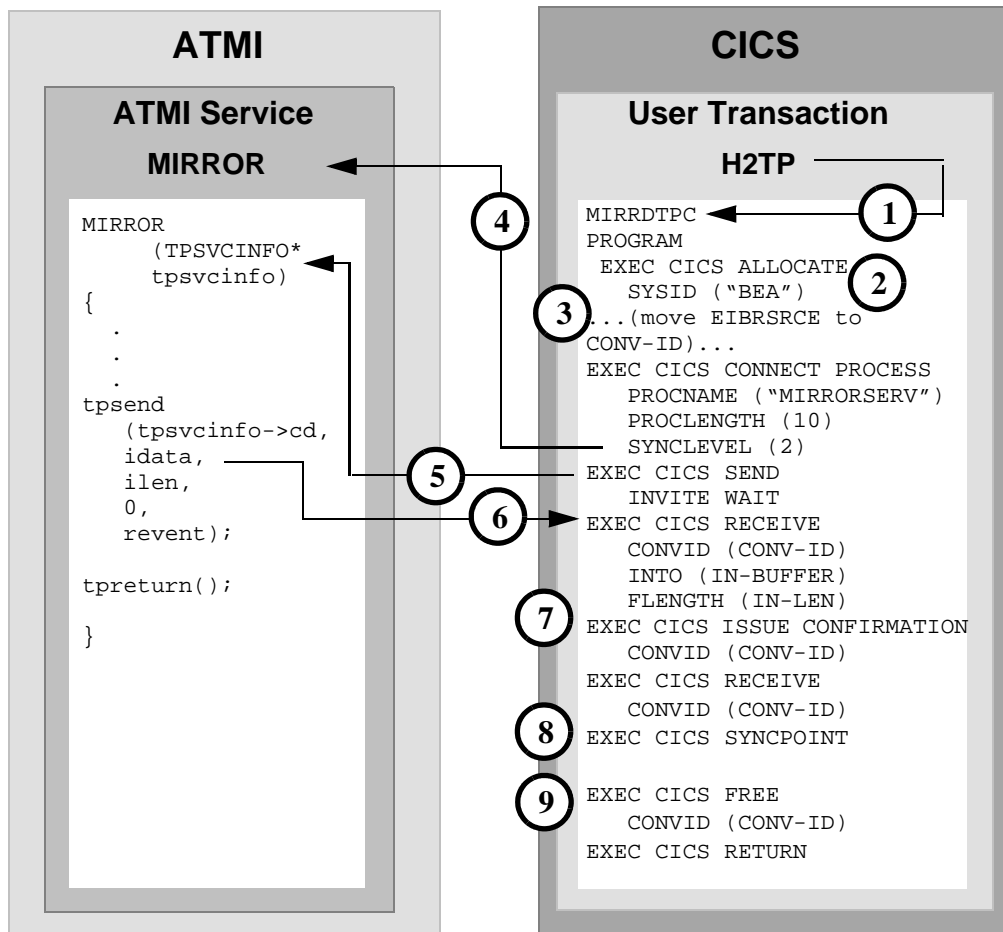 ATMI
ATMI Service
MIRROR
MIRROR
(TPSVCINFO*
tpsvcinfo)
{
.
.
.
tpsend
(tpsvcinfo->cd,
idata,
ilen,
0,
revent);
tpreturn();
}
4
5
6
CICS
User Transaction
H2TP
1
MIRRDTPC
PROGRAM
EXEC CICS ALLOCATE
2
SYSID (“BEA”)
3
...(move EIBRSRCE to
CONV-ID)...
EXEC CICS CONNECT PROCESS
PROCNAME (“MIRRORSERV”)
PROCLENGTH (10)
SYNCLEVEL (2)
EXEC CICS SEND
INVITE WAIT
EXEC CICS RECEIVE
CONVID (CONV-ID)
INTO (IN-BUFFER)
FLENGTH (IN-LEN)
7
EXEC CICS ISSUE CONFIRMATION
CONVID (CONV-ID)
EXEC CICS RECEIVE
CONVID (CONV-ID)
8
EXEC CICS SYNCPOINT
9
EXEC CICS FREE
CONVID (CONV-ID)
EXEC CICS RETURN